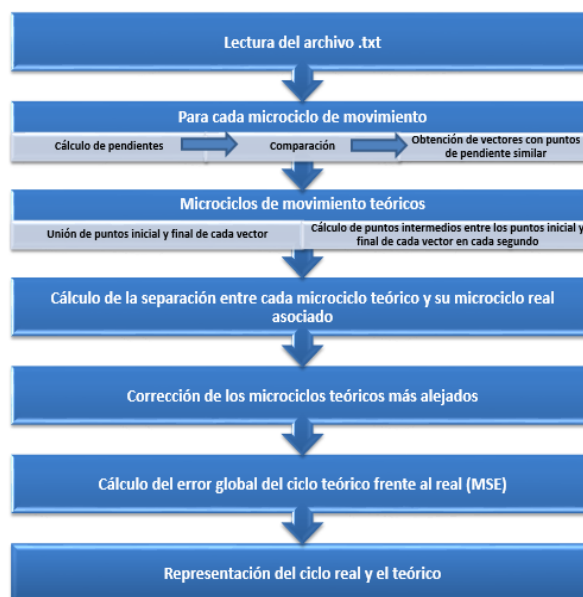 Lectura del archivo .txt
Para cada microciclo de movimiento
Cálculo de pendientes
Comparación
Obtención de vectores con puntos
de pendiente similar
Microciclos de movimiento teóricos
Unión de puntos inicial y final de cada vector
Cálculo de puntos intermedios entre los puntos inicial y
final de cada vector en cada segundo
Cálculo de la separación entre cada microciclo teórico y su microciclo real
asociado
Corrección de los microciclos teóricos más alejados
Cálculo del error global del ciclo teórico frente al real (MSE)
Representación del ciclo real y el teórico